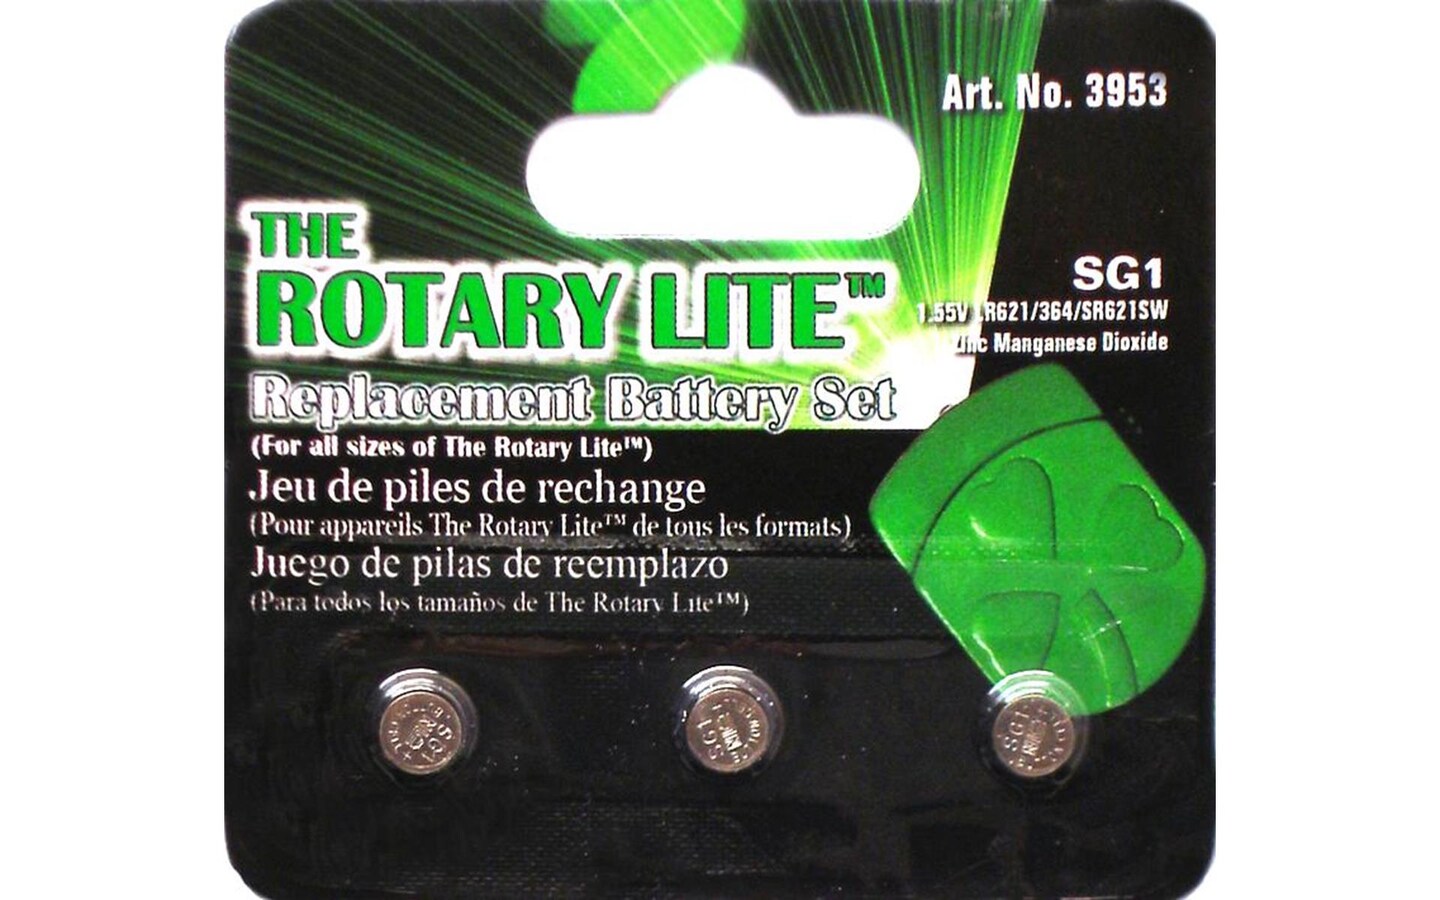 Art. No. 3953
THE
ROTARY LITE™
SG1
1.55V LR621/364/SR621SW
Zinc Manganese Dioxide
Replacement Battery Set
(For all sizes of The Rotary Lite™)
Jeu de piles de rechange
(Pour appareils The Rotary Lite™ de tous les formats)
Juego de pilas de reemplazo
(Para todos los tamaños de The Rotary Lite™)
SG1
SG1
SG1